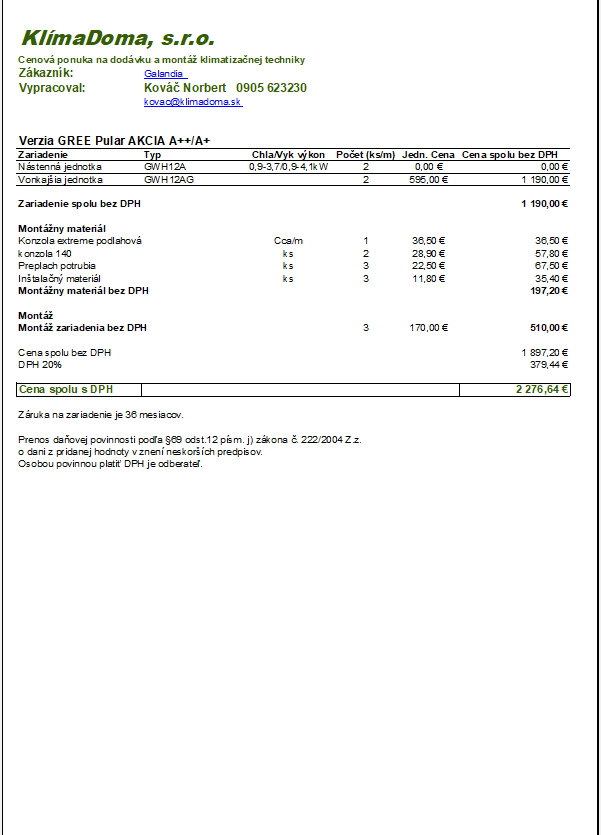 KlímaDoma, s.r.o.
Cenová ponuka na dodávku a montáž klimatizačnej techniky
Zákazník: Galandia
Vypracoval: Kováč Norbert 0905 623230
kovac@klimadoma.sk
Verzia GREE Pular AKCIA A++/A+
Zariadenie Typ Chla/Vyk výkon Počet (ks/m) Jedn. Cena Cena spolu bez DPH
Nástenná jednotka GWH12A 0,9-3,7/0,9-4,1kW 2 0,00 € 0,00 €
Vonkajšia jednotka GWH12AG 2 595,00 € 1 190,00 €
Zariadenie spolu bez DPH 1 190,00 €
Montážny materiál
Konzola extreme podlahová Cca/m 1 36,50 € 36,50 €
konzola 140 ks 2 28,90 € 57,80 €
Preplach potrubia ks 3 22,50 € 67,50 €
Inštalačný materiál ks 3 11,80 € 35,40 €
Montážny materiál bez DPH 197,20 €
Montáž
Montáž zariadenia bez DPH 3 170,00 € 510,00 €
Cena spolu bez DPH 1 897,20 €
DPH 20% 379,44 €
Cena spolu s DPH 2 276,64 €
Záruka na zariadenie je 36 mesiacov.
Prenos daňovej povinnosti podľa §69 odst.12 písm. j) zákona č. 222/2004 Z.z.
o dani z pridanej hodnoty v znení neskorších predpisov.
Osobou povinnou platiť DPH je odberateľ.